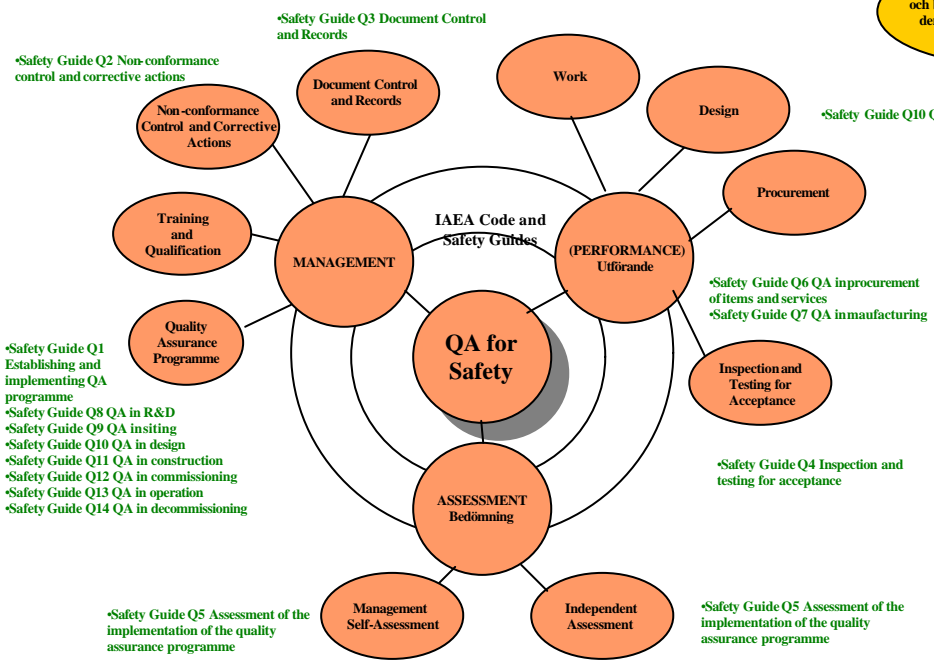 •Safety Guide Q3 Document Control
and Records
och
de
•Safety Guide Q2 Non-conformance
control and corrective actions
Document Control
and Records
Work
Non-conformance
Control and Corrective
Actions
Design
•Safety Guide Q10
Procurement
Training
and
Qualification
IAEA Code and
Safety Guides
MANAGEMENT
(PERFORMANCE)
Utförande
•Safety Guide Q6 QA inprocurement
of items and services
•Safety Guide Q7 QA inmaufacturing
Quality
Assurance
Programme
QA for
Safety
•Safety Guide Q1
Establishing and
implementing QA
programme
•Safety Guide Q8 QA in R&D
•Safety Guide Q9 QA insiting
•Safety Guide Q10 QA in design
•Safety Guide Q11 QA in construction
•Safety Guide Q12 QA in commissioning
•Safety Guide Q13 QA in operation
•Safety Guide Q14 QA in decommissioning
Inspection and
Testing for
Acceptance
•Safety Guide Q4 Inspection and
testing for acceptance
ASSESSMENT
Bedömning
Management
Self-Assessment
Independent
Assessment
•Safety Guide Q5 Assessment of the
implementation of the quality
assurance programme
•Safety Guide Q5 Assessment of the
implementation of the quality
assurance programme